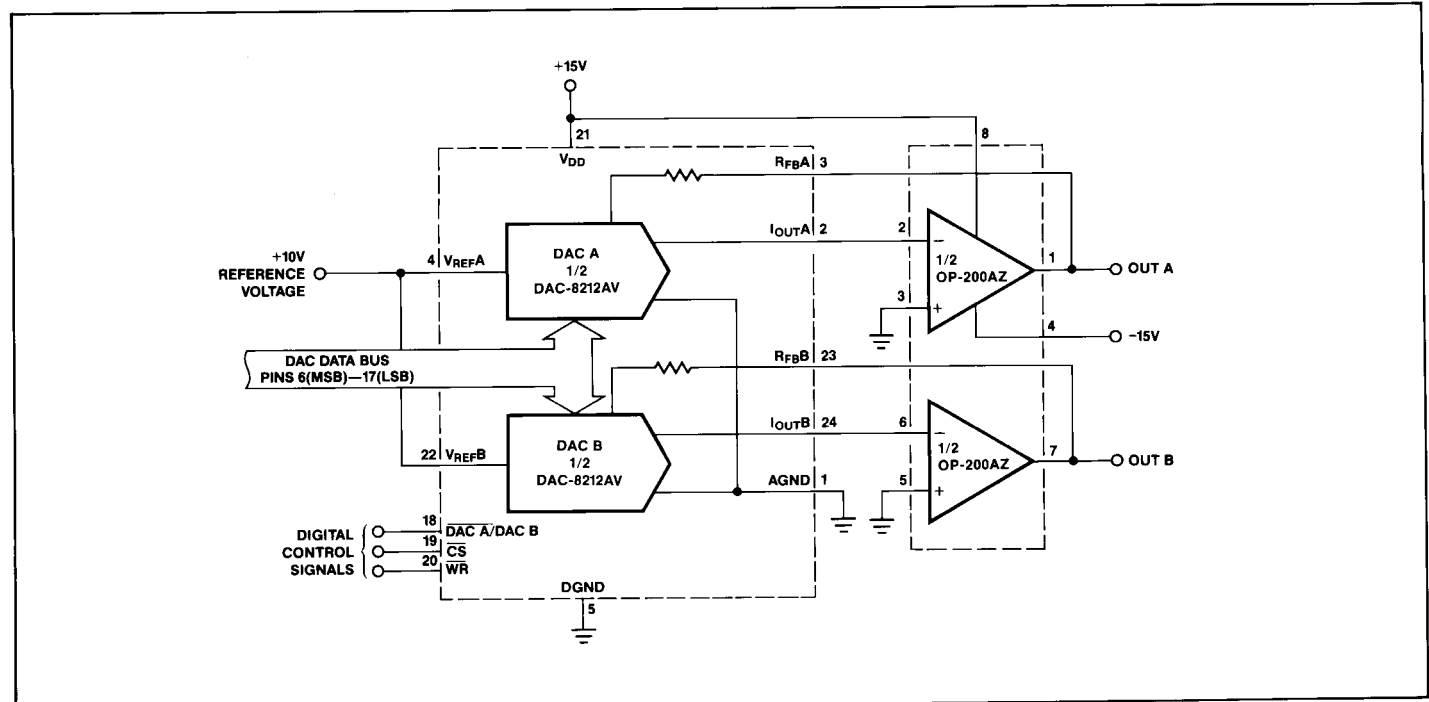 +15V
21
8
VDD
RFBA 3
IOUTA 2
2
−
DAC A
1/2
DAC-8212AV
1/2
OP-200AZ
1
OUT A
+10V
REFERENCE
VOLTAGE
4 VREFA
3
+
4
−15V
DAC DATA BUS
PINS 6(MSB)—17(LSB)
RFBB 23
IOUTB 24
6
−
DAC B
1/2
DAC-8212AV
1/2
OP-200AZ
7
OUT B
22 VREFB
AGND 1
5
+
DIGITAL
CONTROL
SIGNALS
18 D̅A̅C̅ ̅A̅/DAC B
19 C̅S̅
20 W̅R̅
DGND
5